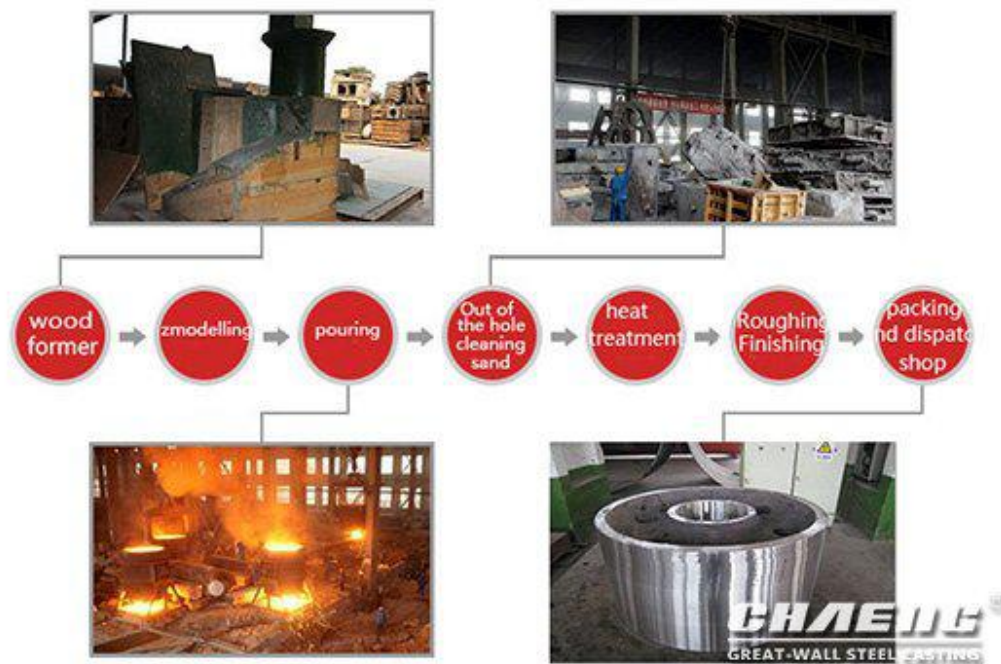 wood
former
zmodelling
pouring
Out of
the hole
cleaning
sand
heat
treatment
Roughing
Finishing
packing
nd dispatc
shop
CHAENG
GREAT-WALL STEEL CASTING